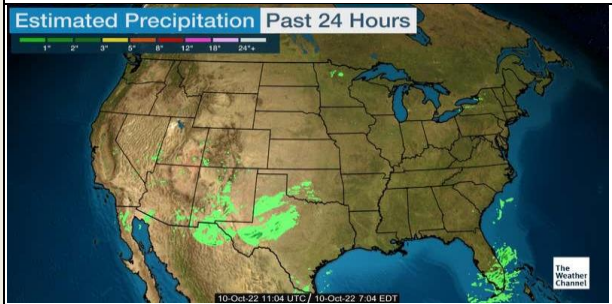 Estimated Precipitation Past 24 Hours
1" 2" 3" 5" 8" 12" 18" 24"+
The
Weather
Channel
10-Oct-22 11:04 UTC / 10-Oct-22 7:04 EDT